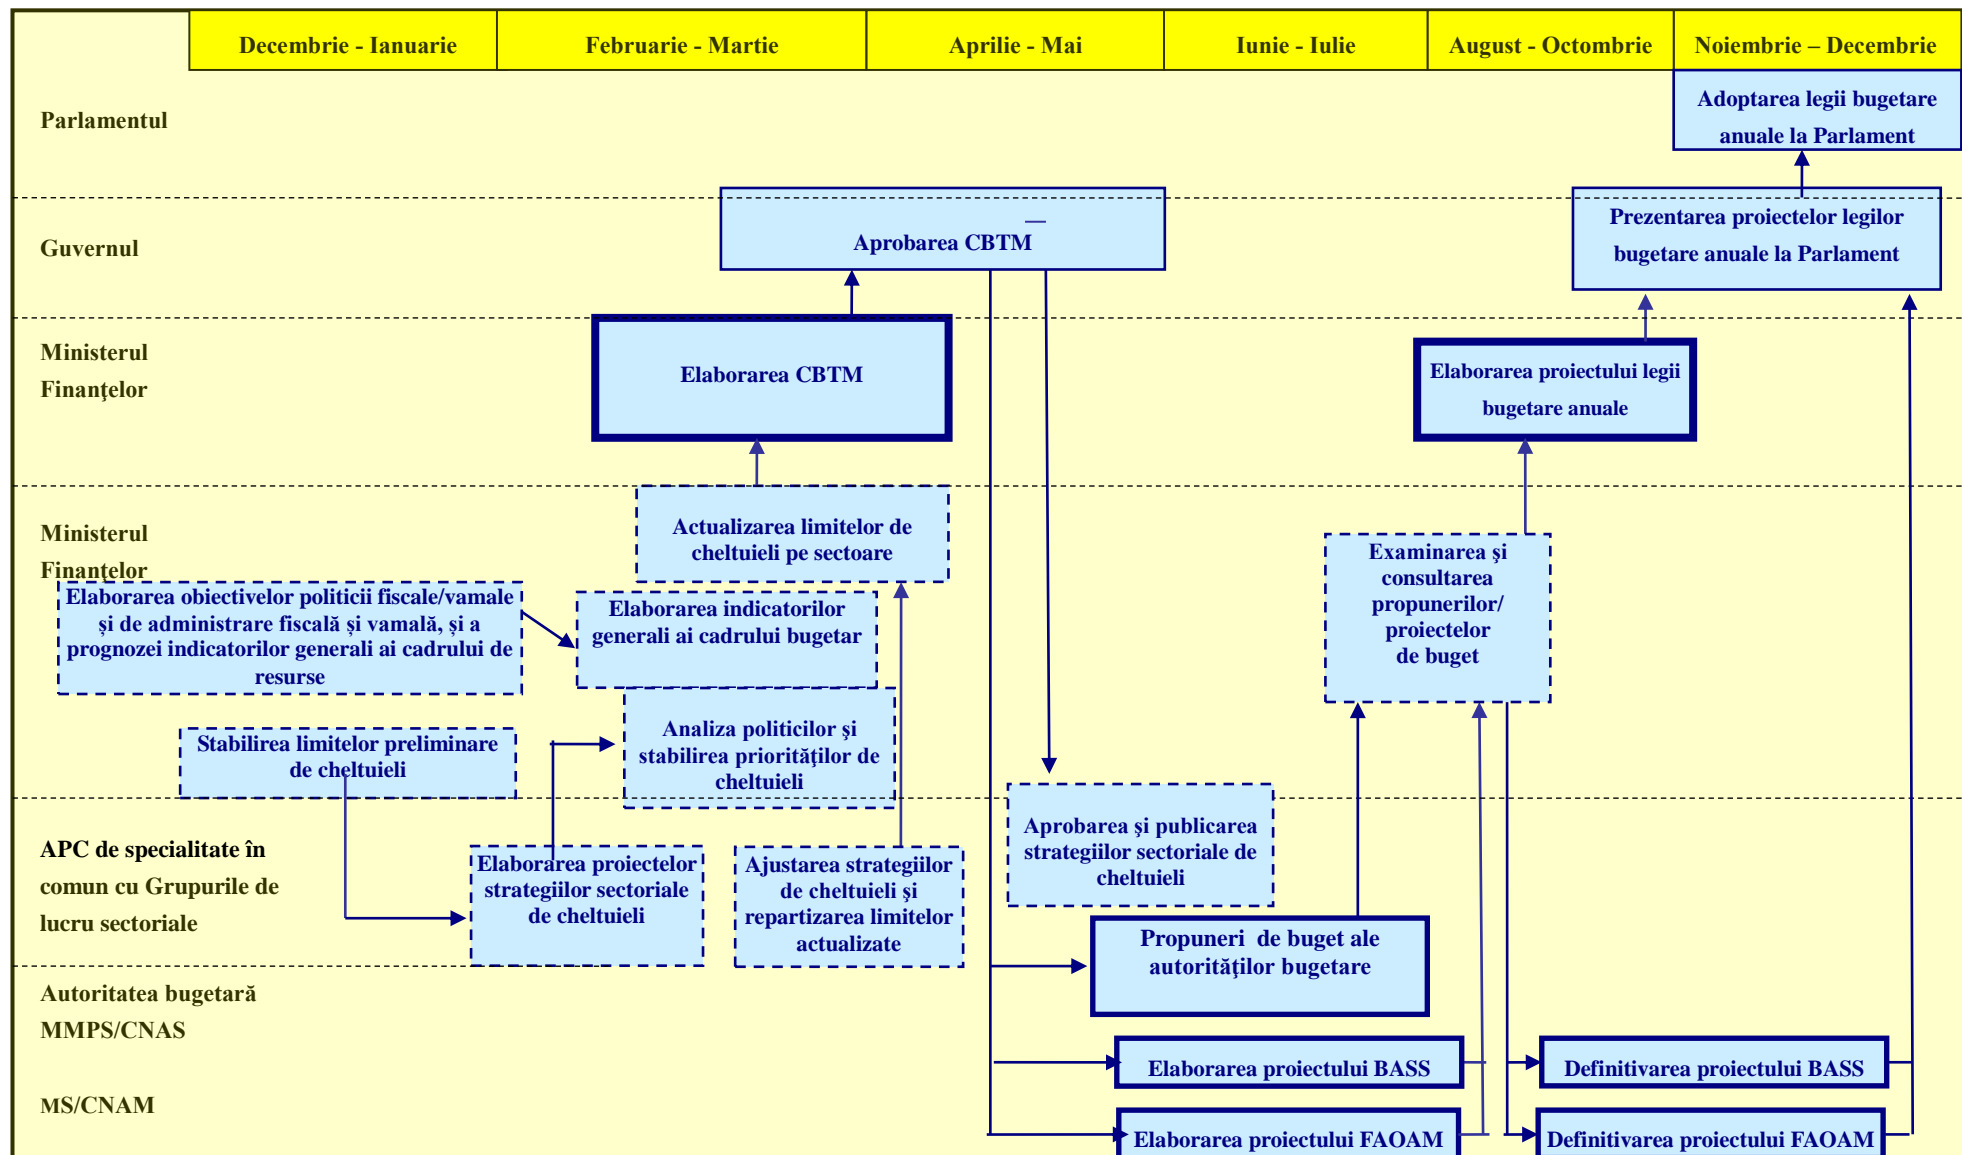 Decembrie - Ianuarie
Februarie - Martie
Aprilie - Mai
Iunie - Iulie
August - Octombrie
Noiembrie – Decembrie
Parlamentul
Adoptarea legii bugetare
anuale la Parlament
Guvernul
Aprobarea CBTM
Prezentarea proiectelor legilor
bugetare anuale la Parlament
Ministerul
Finanţelor
Elaborarea CBTM
Elaborarea proiectului legii
bugetare anuale
Ministerul
Finanţelor
Actualizarea limitelor de
cheltuieli pe sectoare
Examinarea şi
consultarea
propunerilor/
proiectelor
de buget
Elaborarea obiectivelor politicii fiscale/vamale
și de administrare fiscală și vamală, și a
prognozei indicatorilor generali ai cadrului de
resurse
Elaborarea indicatorilor
generali ai cadrului bugetar
Stabilirea limitelor preliminare
de cheltuieli
Analiza politicilor şi
stabilirea priorităţilor de
cheltuieli
APC de specialitate în
comun cu Grupurile de
lucru sectoriale
Elaborarea proiectelor
strategiilor sectoriale
de cheltuieli
Ajustarea strategiilor
de cheltuieli şi
repartizarea limitelor
actualizate
Aprobarea şi publicarea
strategiilor sectoriale de
cheltuieli
Propuneri de buget ale
autorităţilor bugetare
Autoritatea bugetară
MMPS/CNAS
Elaborarea proiectului BASS
Definitivarea proiectului BASS
MS/CNAM
Elaborarea proiectului FAOAM
Definitivarea proiectului FAOAM